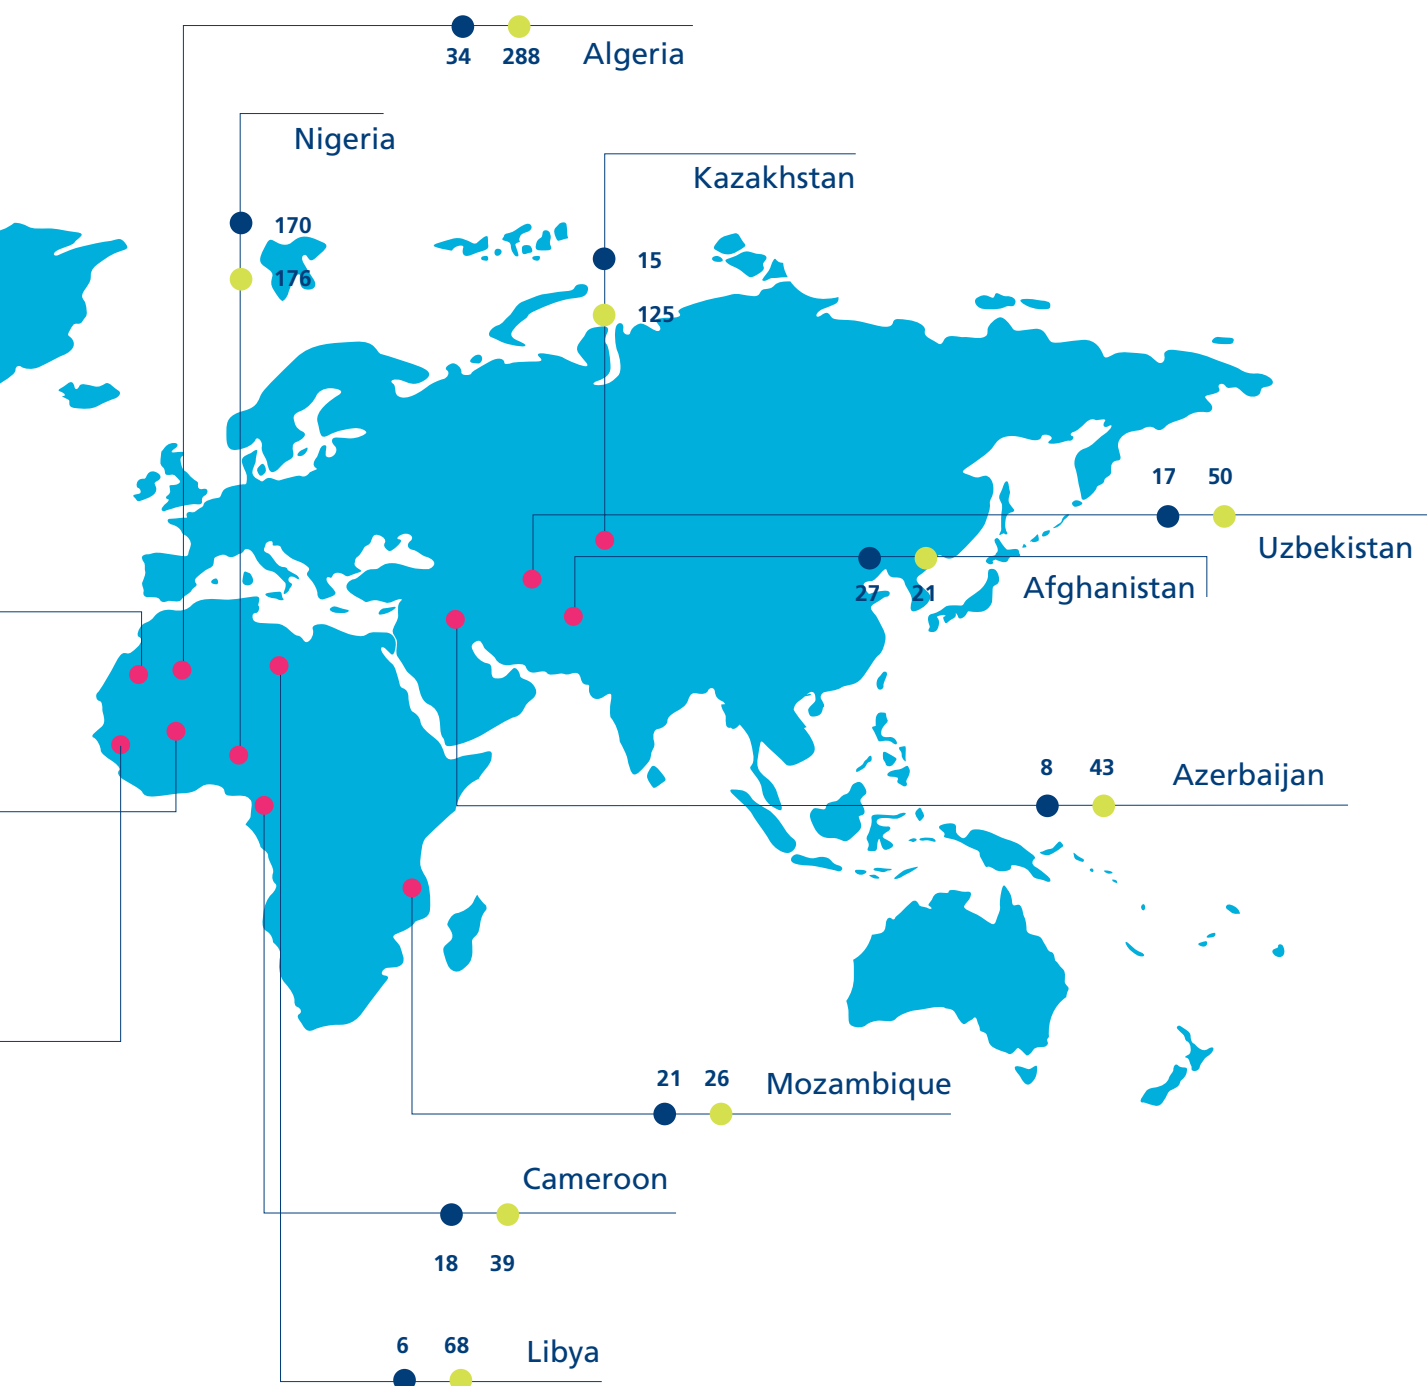 34 288
Algeria
Nigeria
170
176
Kazakhstan
15
125
17 50
Uzbekistan
27 21
Afghanistan
8 43
Azerbaijan
21 26
Mozambique
Cameroon
18 39
6 68
Libya